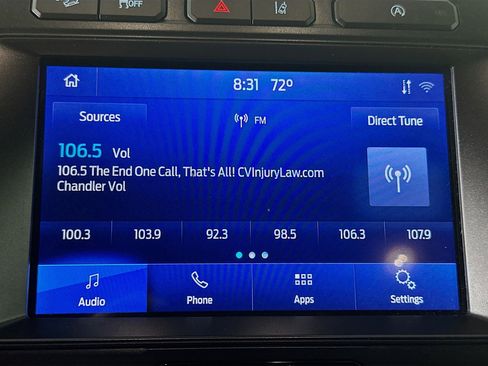 OFF
8:31 72°
Sources
FM
Direct Tune
106.5 Vol
106.5 The End One Call, That's All! CVInjuryLaw.com
Chandler Vol
100.3 103.9 92.3 98.5 106.3 107.9
Audio Phone Apps Settings